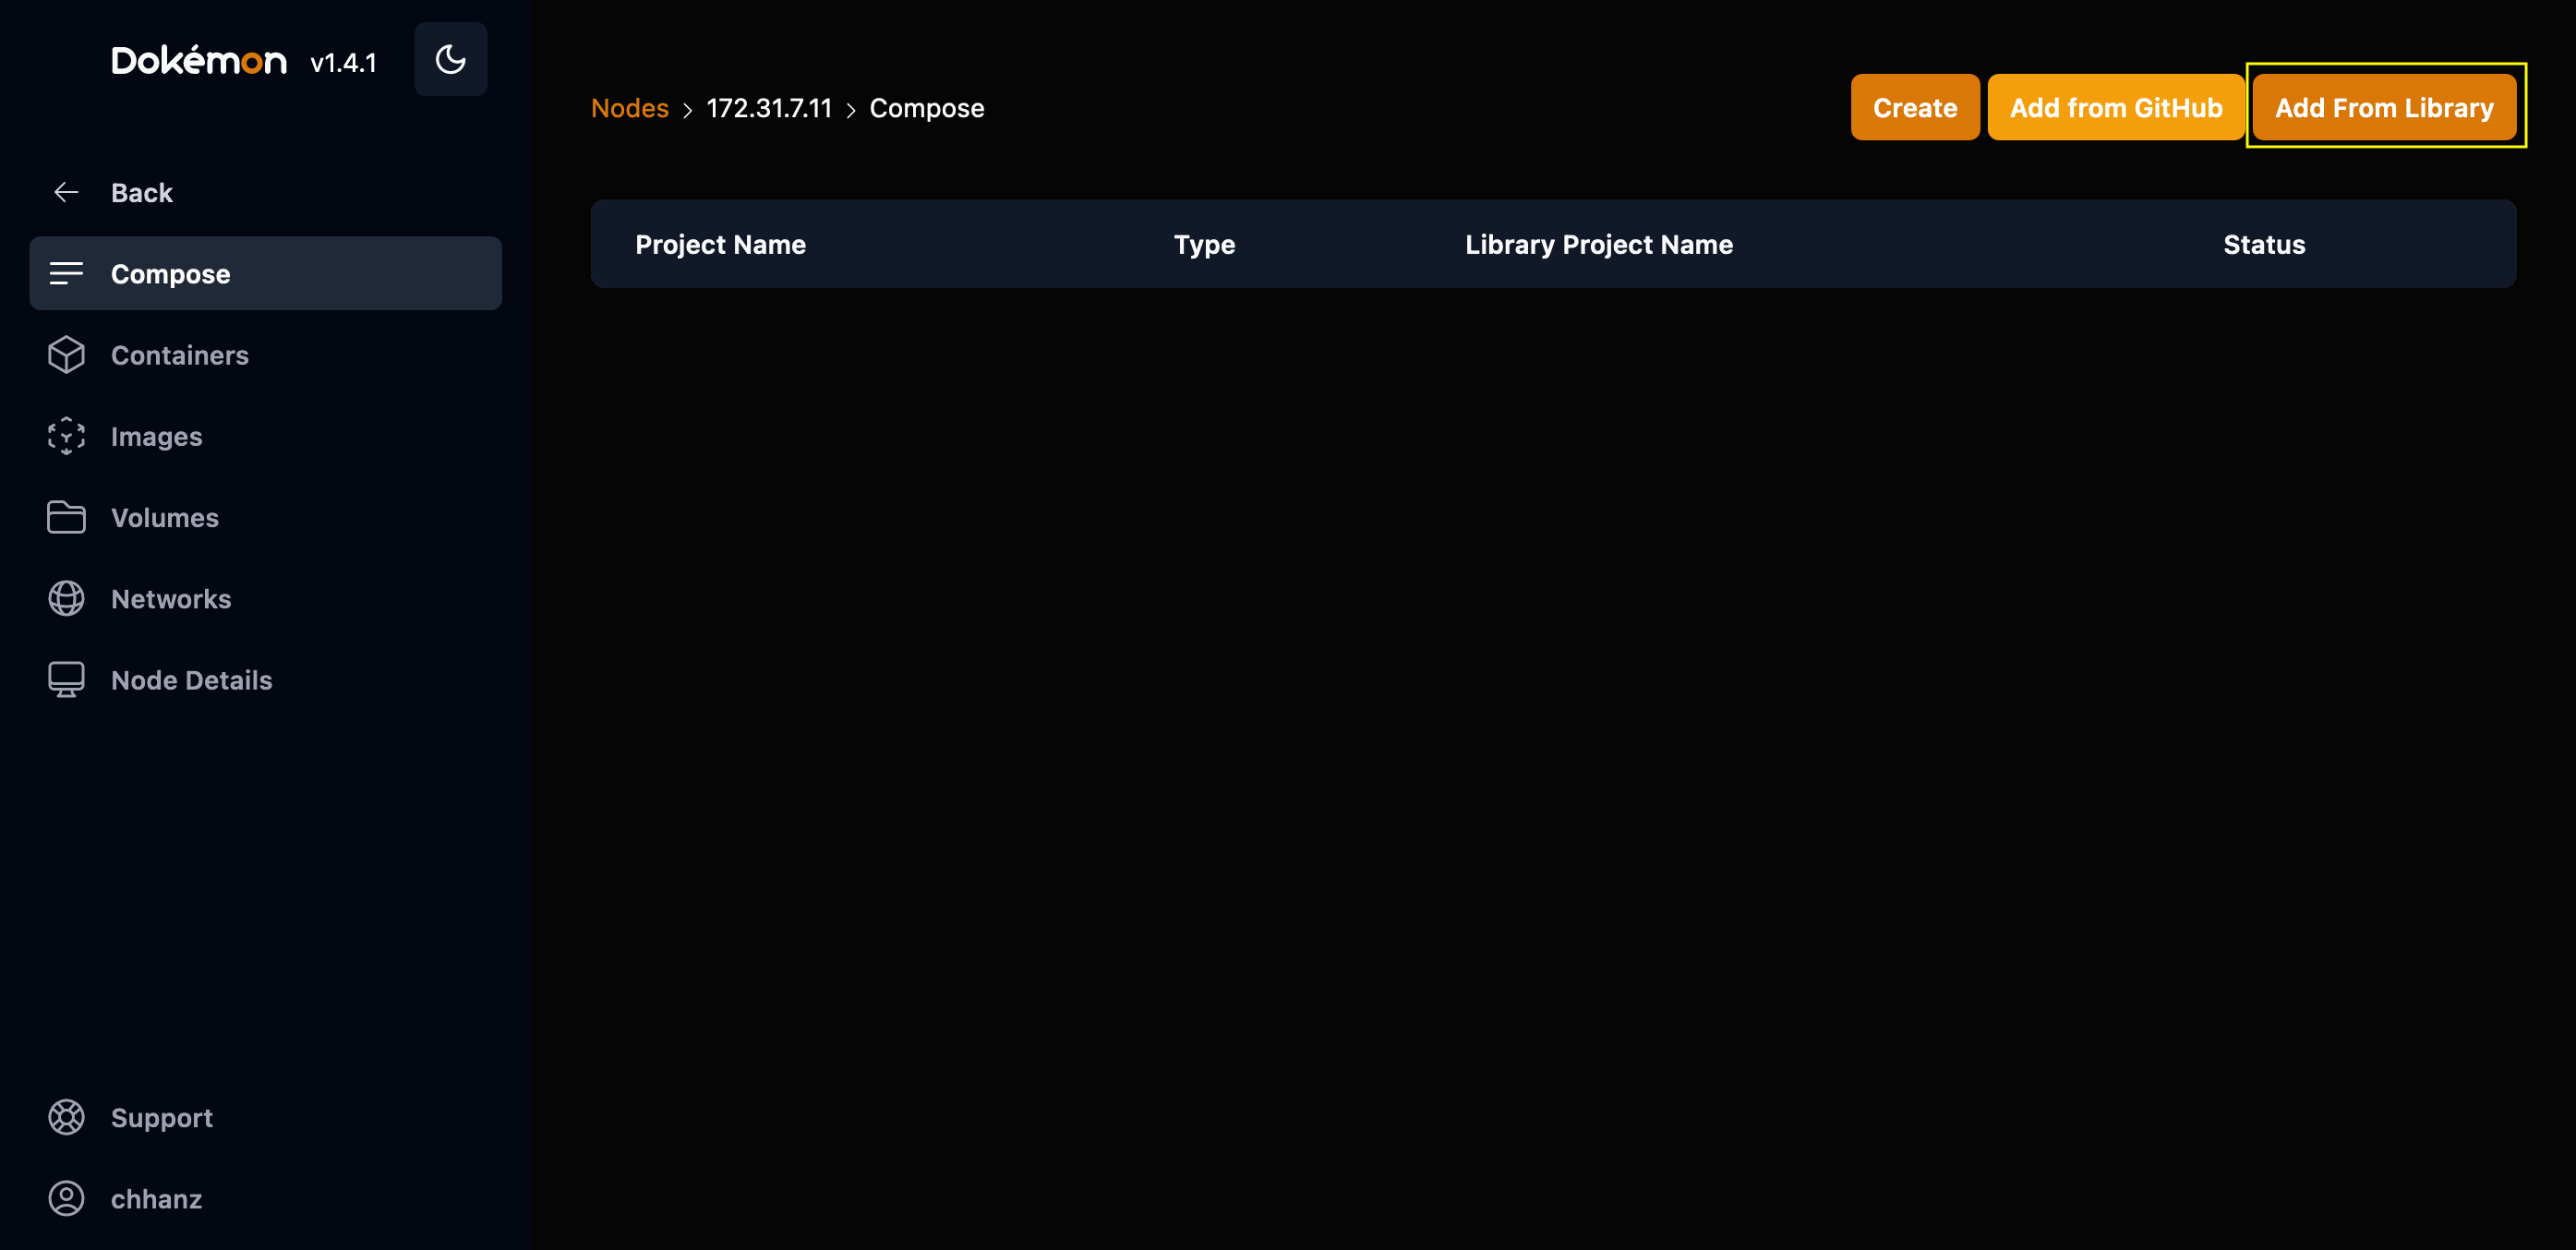 Dokémon v1.4.1
Back
Compose
Containers
Images
Volumes
Networks
Node Details
Support
chhanz
Nodes > 172.31.7.11 > Compose
Create Add from GitHub Add From Library
Project Name Type Library Project Name Status